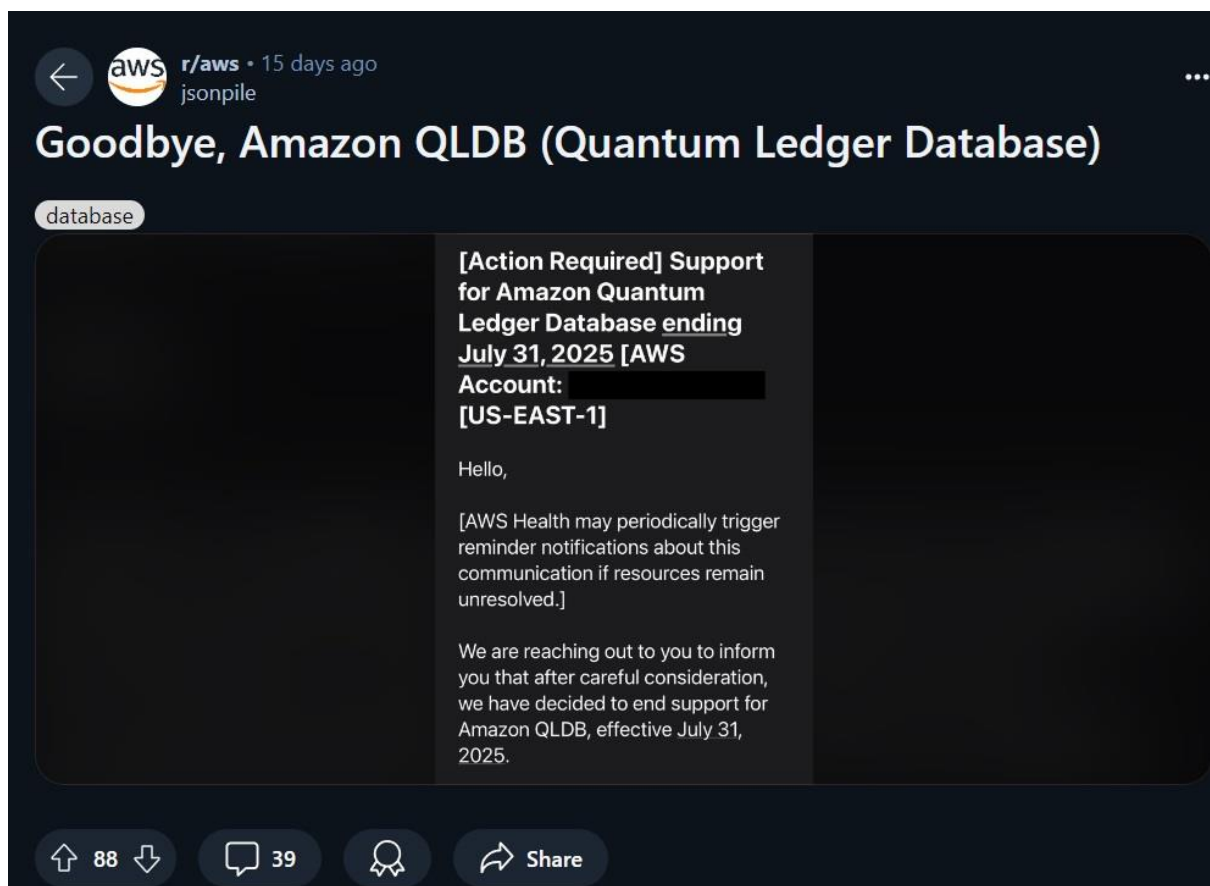 aws
r/aws • 15 days ago
jsonpile
Goodbye, Amazon QLDB (Quantum Ledger Database)
database
[Action Required] Support
for Amazon Quantum
Ledger Database ending
July 31, 2025 [AWS
Account:
[US-EAST-1]
Hello,
[AWS Health may periodically trigger
reminder notifications about this
communication if resources remain
unresolved.]
We are reaching out to you to inform
you that after careful consideration,
we have decided to end support for
Amazon QLDB, effective July 31,
2025.
88
39
Share